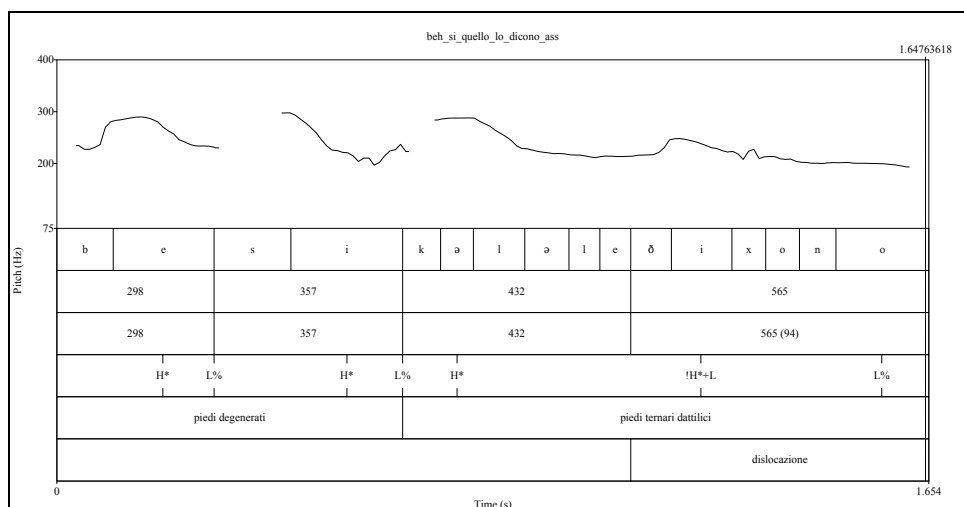 beh_si_quello_lo_dicono_ass
1.64763618
400
300
200
75
Pitch (Hz)
b e s i k ə l ə l e ð i x o n o
298 357 432 565
298 357 432 565 (94)
H* L% H* L% H* !H*+L L%
piedi degenerati piedi ternari dattilici
dislocazione
0 1.654
Time (s)